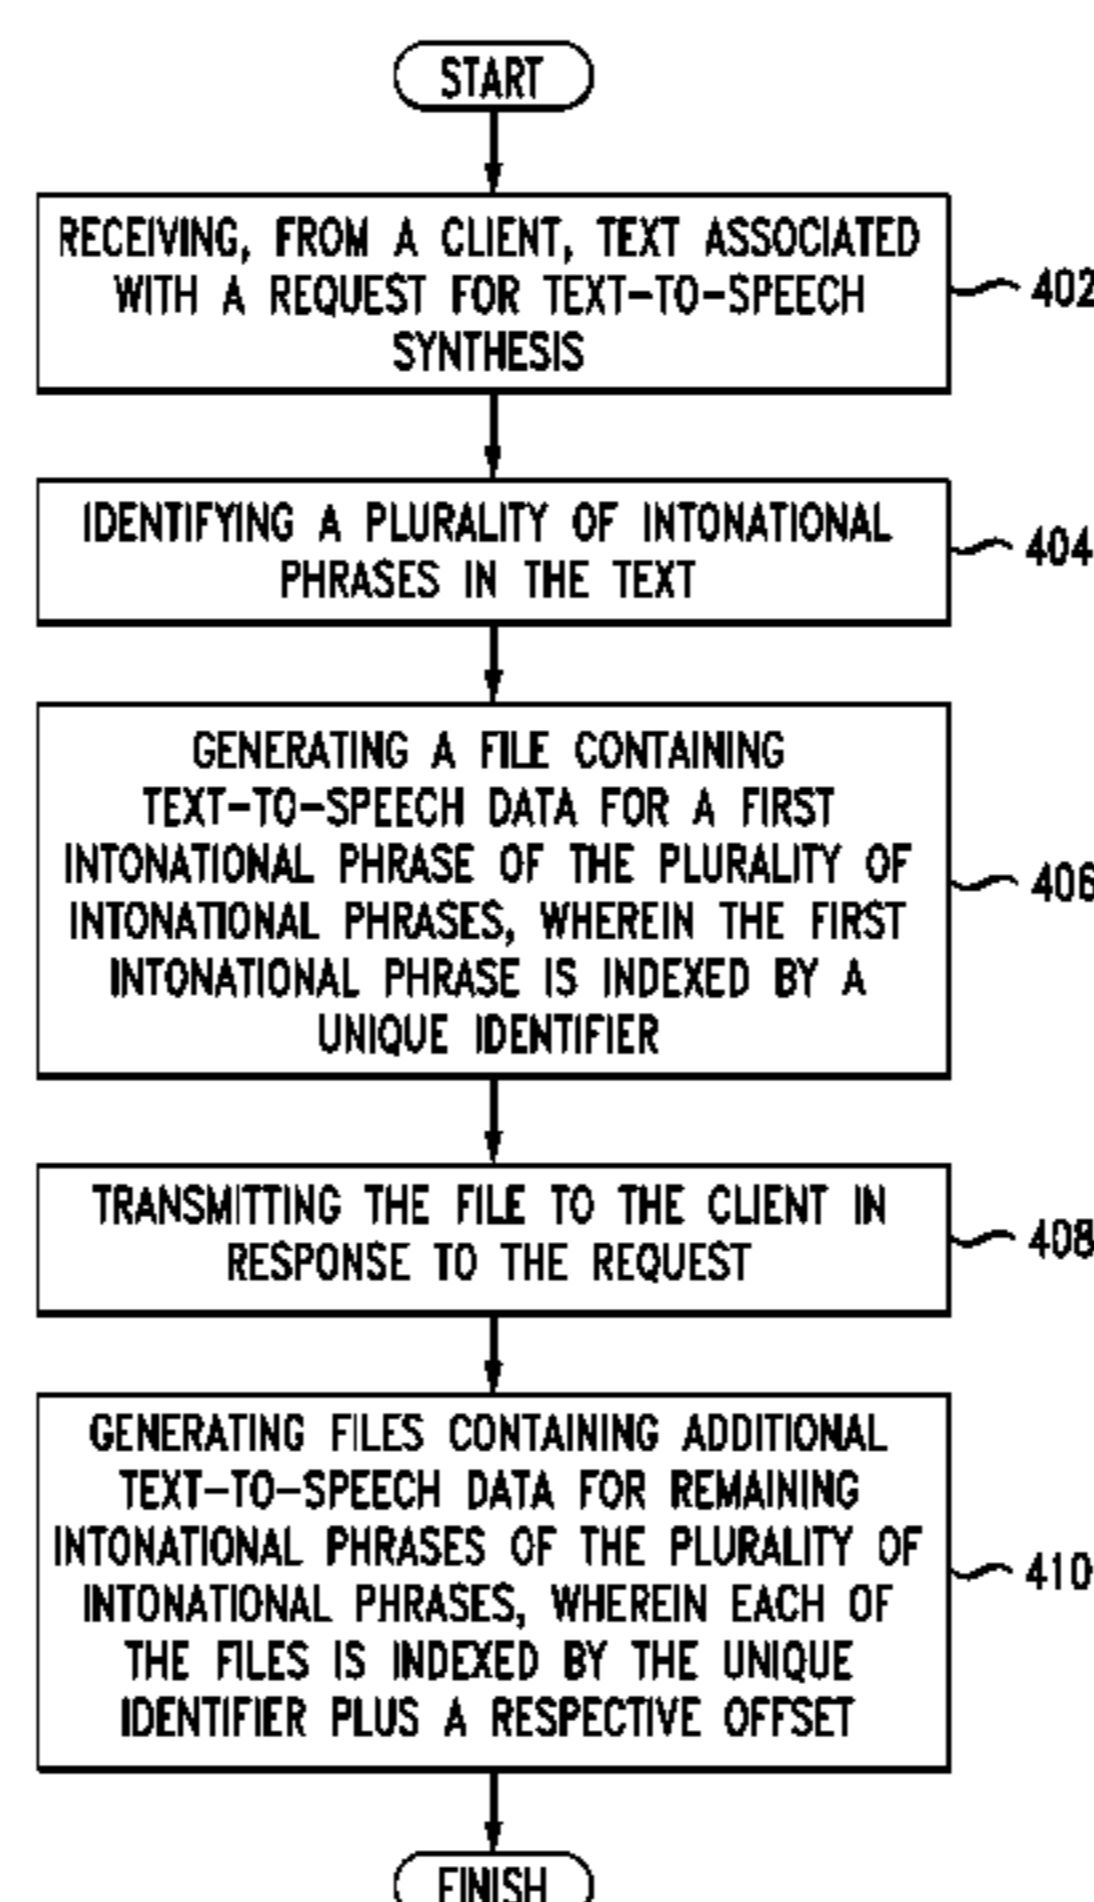 START
RECEIVING, FROM A CLIENT, TEXT ASSOCIATED
WITH A REQUEST FOR TEXT-TO-SPEECH
SYNTHESIS
402
IDENTIFYING A PLURALITY OF INTONATIONAL
PHRASES IN THE TEXT
404
GENERATING A FILE CONTAINING
TEXT-TO-SPEECH DATA FOR A FIRST
INTONATIONAL PHRASE OF THE PLURALITY OF
INTONATIONAL PHRASES, WHEREIN THE FIRST
INTONATIONAL PHRASE IS INDEXED BY A
UNIQUE IDENTIFIER
406
TRANSMITTING THE FILE TO THE CLIENT IN
RESPONSE TO THE REQUEST
408
GENERATING FILES CONTAINING ADDITIONAL
TEXT-TO-SPEECH DATA FOR REMAINING
INTONATIONAL PHRASES OF THE PLURALITY OF
INTONATIONAL PHRASES, WHEREIN EACH OF
THE FILES IS INDEXED BY THE UNIQUE
IDENTIFIER PLUS A RESPECTIVE OFFSET
410
FINISH